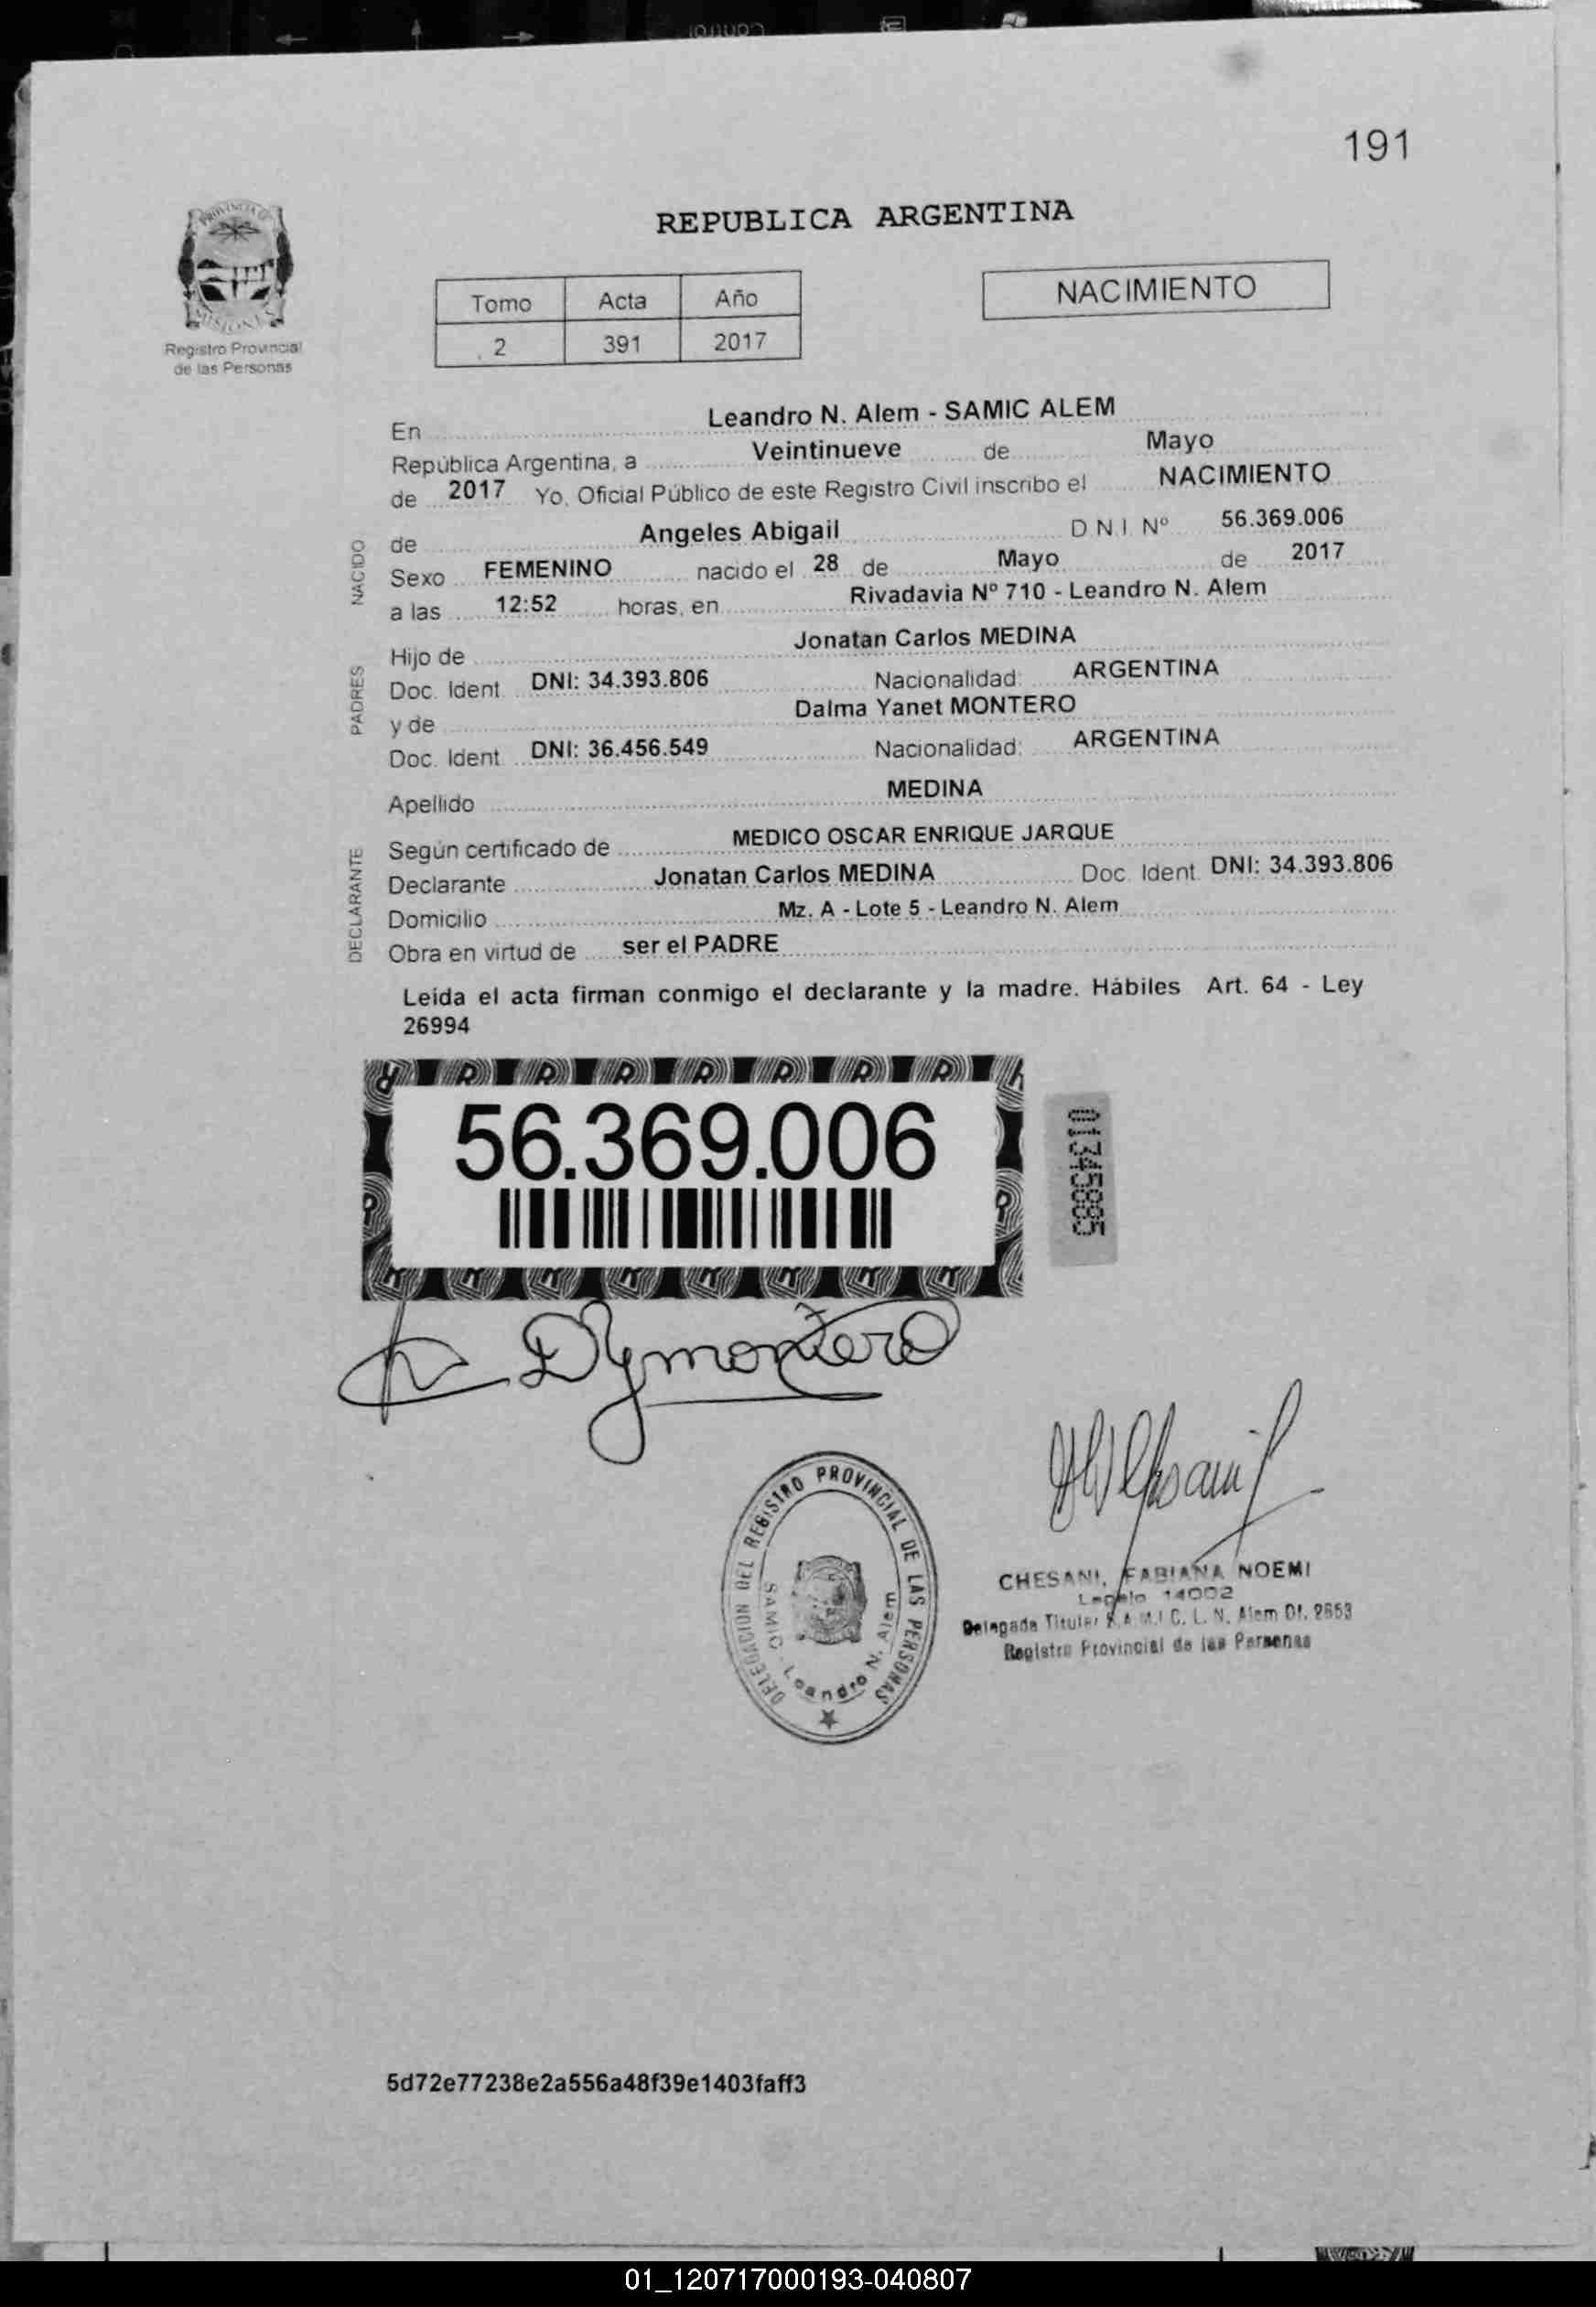 191
REPUBLICA ARGENTINA
PROVINCIA DE
MISIONES
Registro Provincial
de las Personas
Tomo Acta Año
2 391 2017
NACIMIENTO
En Leandro N. Alem - SAMIC ALEM
República Argentina, a Veintinueve de Mayo
de 2017 Yo, Oficial Público de este Registro Civil inscribo el NACIMIENTO
NACIDO
de Angeles Abigail D.N.I. Nº 56.369.006
Sexo FEMENINO nacido el 28 de Mayo de 2017
a las 12:52 horas, en Rivadavia Nº 710 - Leandro N. Alem
PADRES
Hijo de Jonatan Carlos MEDINA
Doc. Ident. DNI: 34.393.806 Nacionalidad: ARGENTINA
y de Dalma Yanet MONTERO
Doc. Ident. DNI: 36.456.549 Nacionalidad: ARGENTINA
Apellido MEDINA
DECLARANTE
Según certificado de MEDICO OSCAR ENRIQUE JARQUE
Declarante Jonatan Carlos MEDINA Doc. Ident. DNI: 34.393.806
Domicilio Mz. A - Lote 5 - Leandro N. Alem
Obra en virtud de ser el PADRE
Leída el acta firman conmigo el declarante y la madre. Hábiles Art. 64 - Ley
26994
56.369.006
01345885
DYmontero
DELEGACION DEL REGISTRO PROVINCIAL DE LAS PERSONAS
SAMIC - Leandro N. Alem
CHESANI, FABIANA NOEMI
Legajo 14002
Delegada Titular S.A.M.I.C. L. N. Alem Of. 2653
Registro Provincial de las Personas
5d72e77238e2a556a48f39e1403faff3
01_120717000193-040807